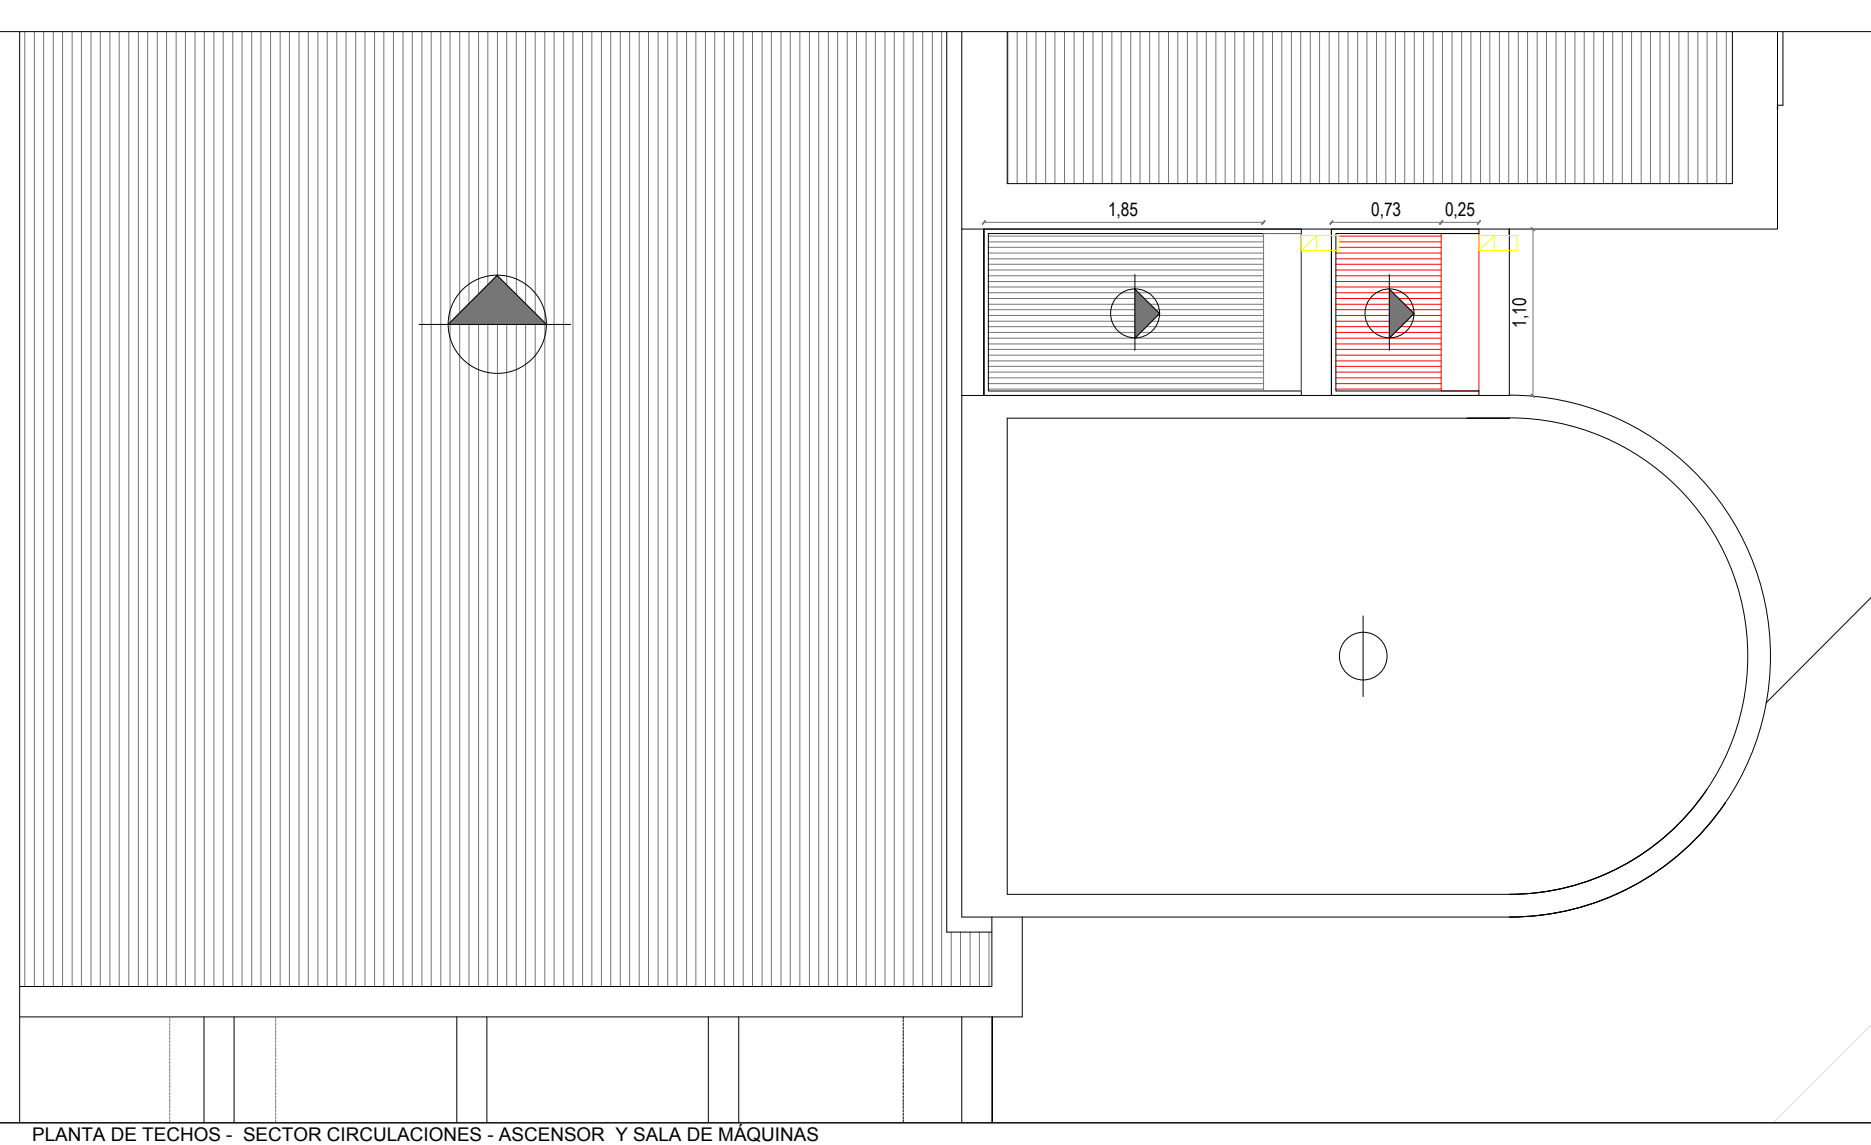 1,85
0,73
0,25
1,10
PLANTA DE TECHOS - SECTOR CIRCULACIONES - ASCENSOR Y SALA DE MÁQUINAS